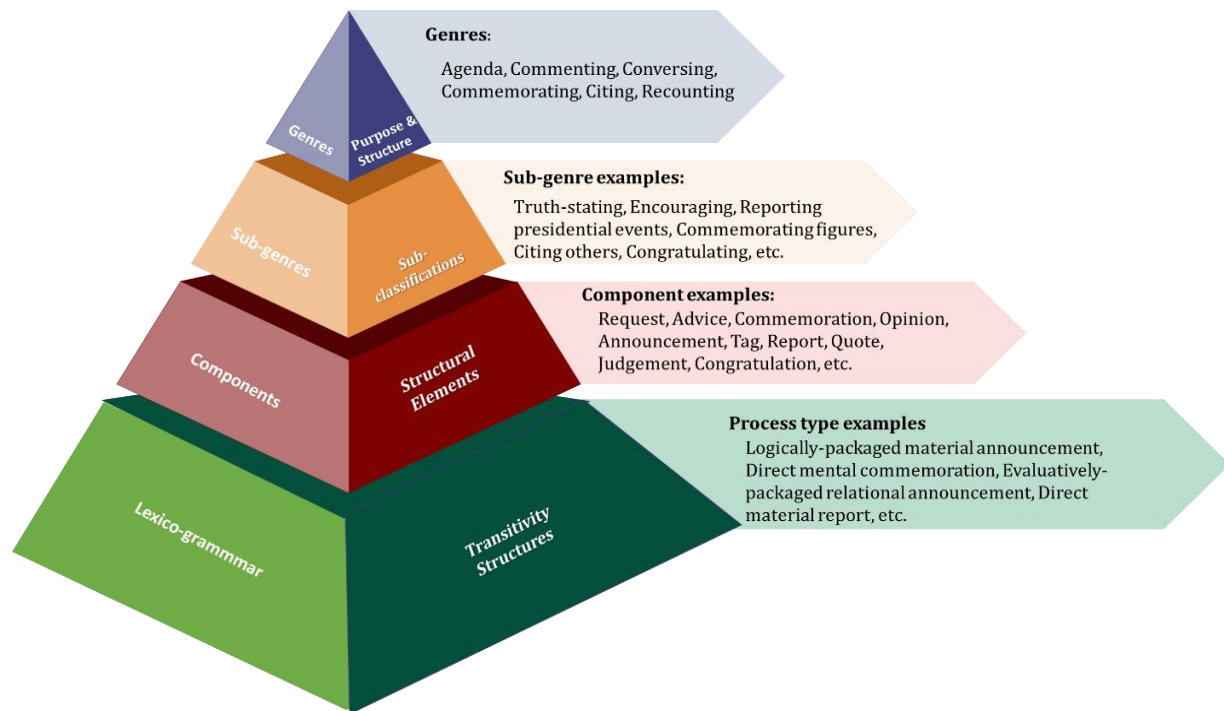 Genres:
Agenda, Commenting, Conversing,
Commemorating, Citing, Recounting
Genres
Purpose &
Structure
Sub-genre examples:
Truth-stating, Encouraging, Reporting
presidential events, Commemorating figures,
Citing others, Congratulating, etc.
Sub-genres
Sub-
classifications
Component examples:
Request, Advice, Commemoration, Opinion,
Announcement, Tag, Report, Quote,
Judgement, Congratulation, etc.
Components
Structural
Elements
Process type examples
Logically-packaged material announcement,
Direct mental commemoration, Evaluatively-
packaged relational announcement, Direct
material report, etc.
Lexico-grammmar
Transitivity
Structures